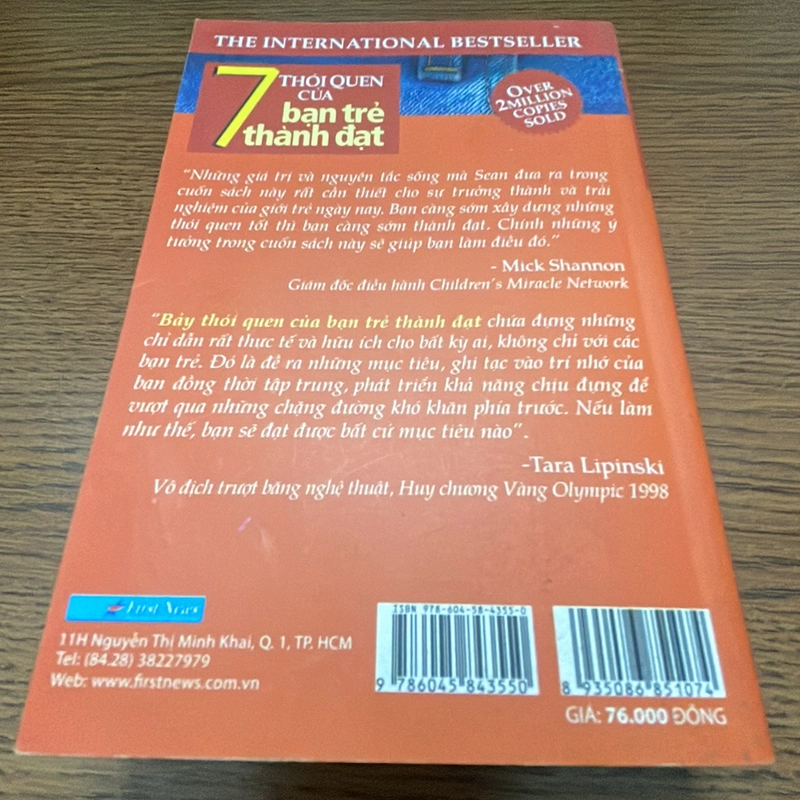 THE INTERNATIONAL BESTSELLER
7 THÓI QUEN
CỦA
bạn trẻ
thành đạt
OVER
2 MILLION
COPIES
SOLD
"Những giá trị và nguyên tắc sống mà Sean đưa ra trong
cuốn sách này rất cần thiết cho sự trưởng thành và trải
nghiệm của giới trẻ ngày nay. Bạn càng sớm xây dựng những
thói quen tốt thì bạn càng sớm thành đạt. Chính những ý
tưởng trong cuốn sách này sẽ giúp bạn làm điều đó."
- Mick Shannon
Giám đốc điều hành Children's Miracle Network
"Bảy thói quen của bạn trẻ thành đạt chứa đựng những
chỉ dẫn rất thực tế và hữu ích cho bất kỳ ai, không chỉ với các
bạn trẻ. Đó là đề ra những mục tiêu, ghi tạc vào trí nhớ của
bạn đồng thời tập trung, phát triển khả năng chịu đựng để
vượt qua những chặng đường khó khăn phía trước. Nếu làm
như thế, bạn sẽ đạt được bất cứ mục tiêu nào".
-Tara Lipinski
Vô địch trượt băng nghệ thuật, Huy chương Vàng Olympic 1998
First News
11H Nguyễn Thị Minh Khai, Q. 1, TP. HCM
Tel: (84.28) 38227979
Web: www.firstnews.com.vn
ISBN 978-604-58-4355-0
9 786045 843550
8 935086 851074
GIÁ: 76.000 ĐỒNG